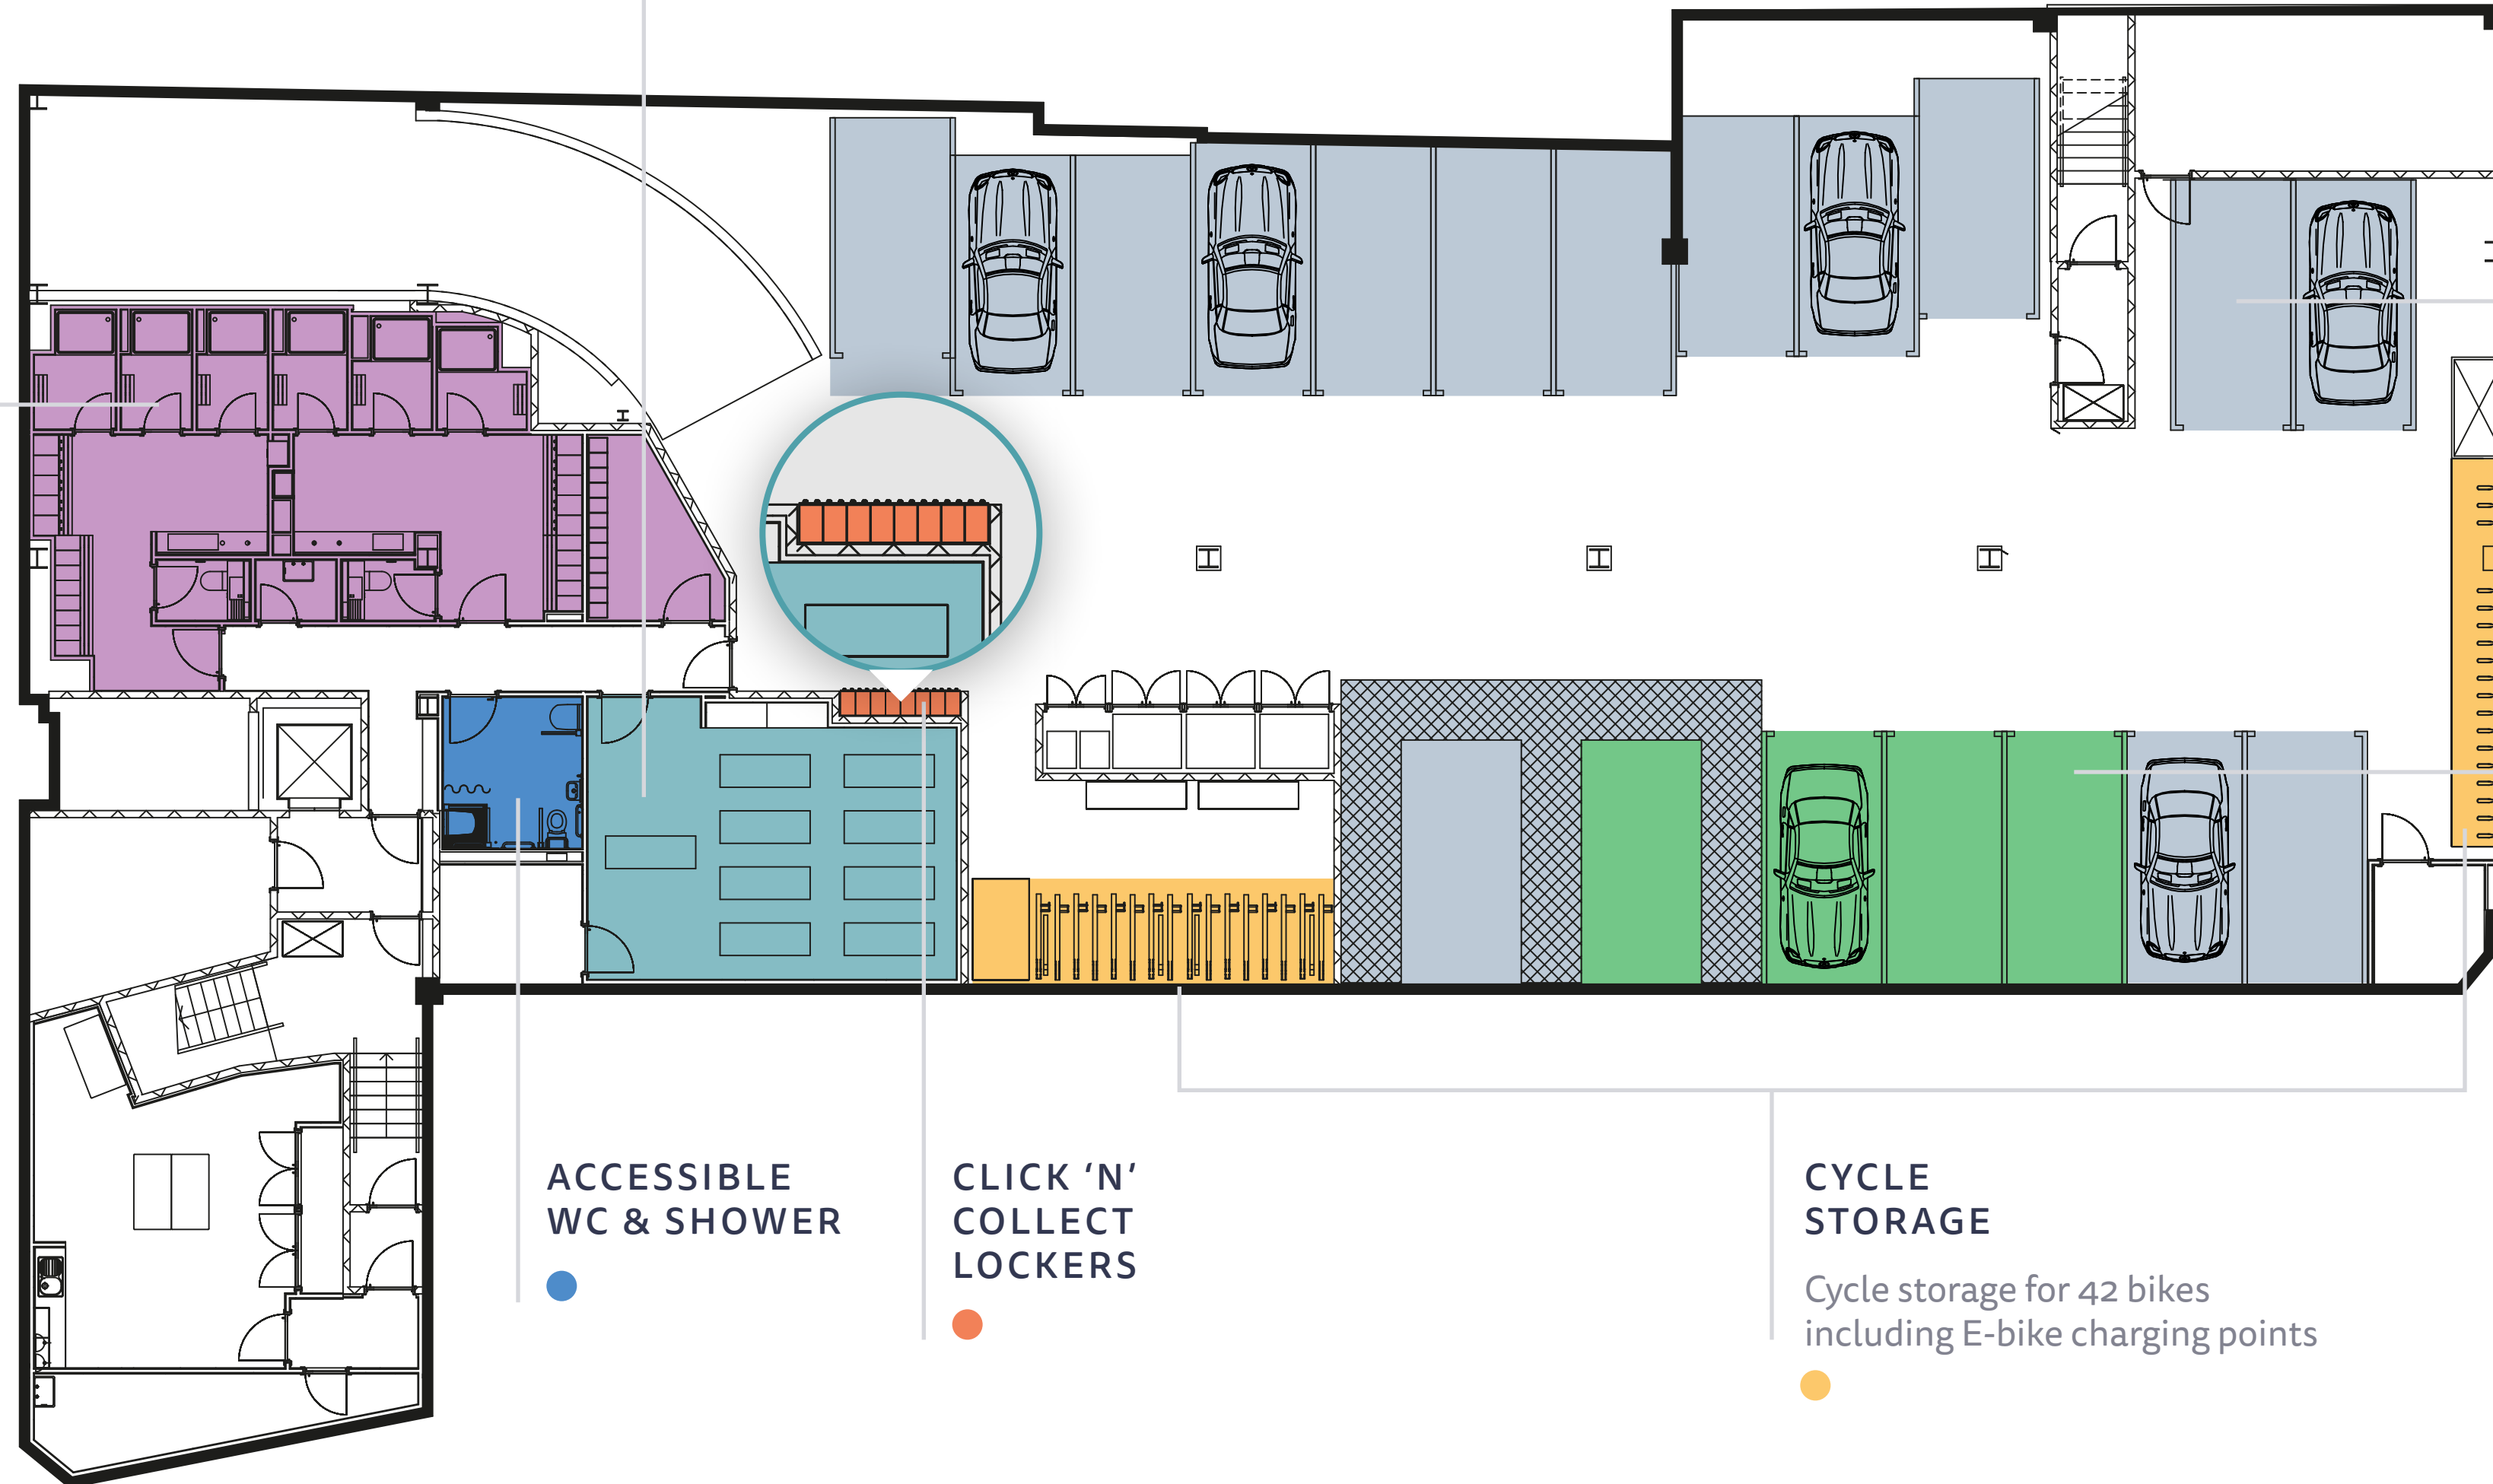 ACCESSIBLE
WC & SHOWER
CLICK ‘N’
COLLECT
LOCKERS
CYCLE
STORAGE
Cycle storage for 42 bikes
including E-bike charging points